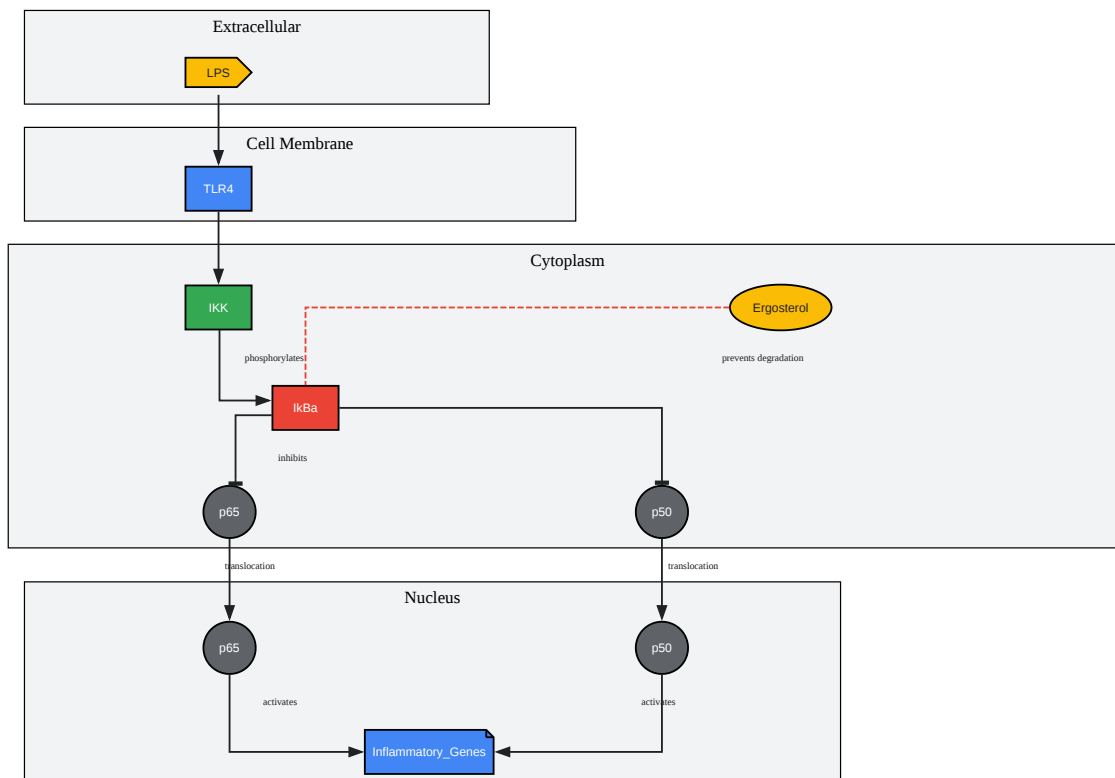 Extracellular
LPS
Cell Membrane
TLR4
Cytoplasm
IKK
Ergosterol
phosphorylates
prevents degradation
IkBa
inhibits
p65
p50
translocation
translocation
Nucleus
p65
p50
activates
activates
Inflammatory_Genes